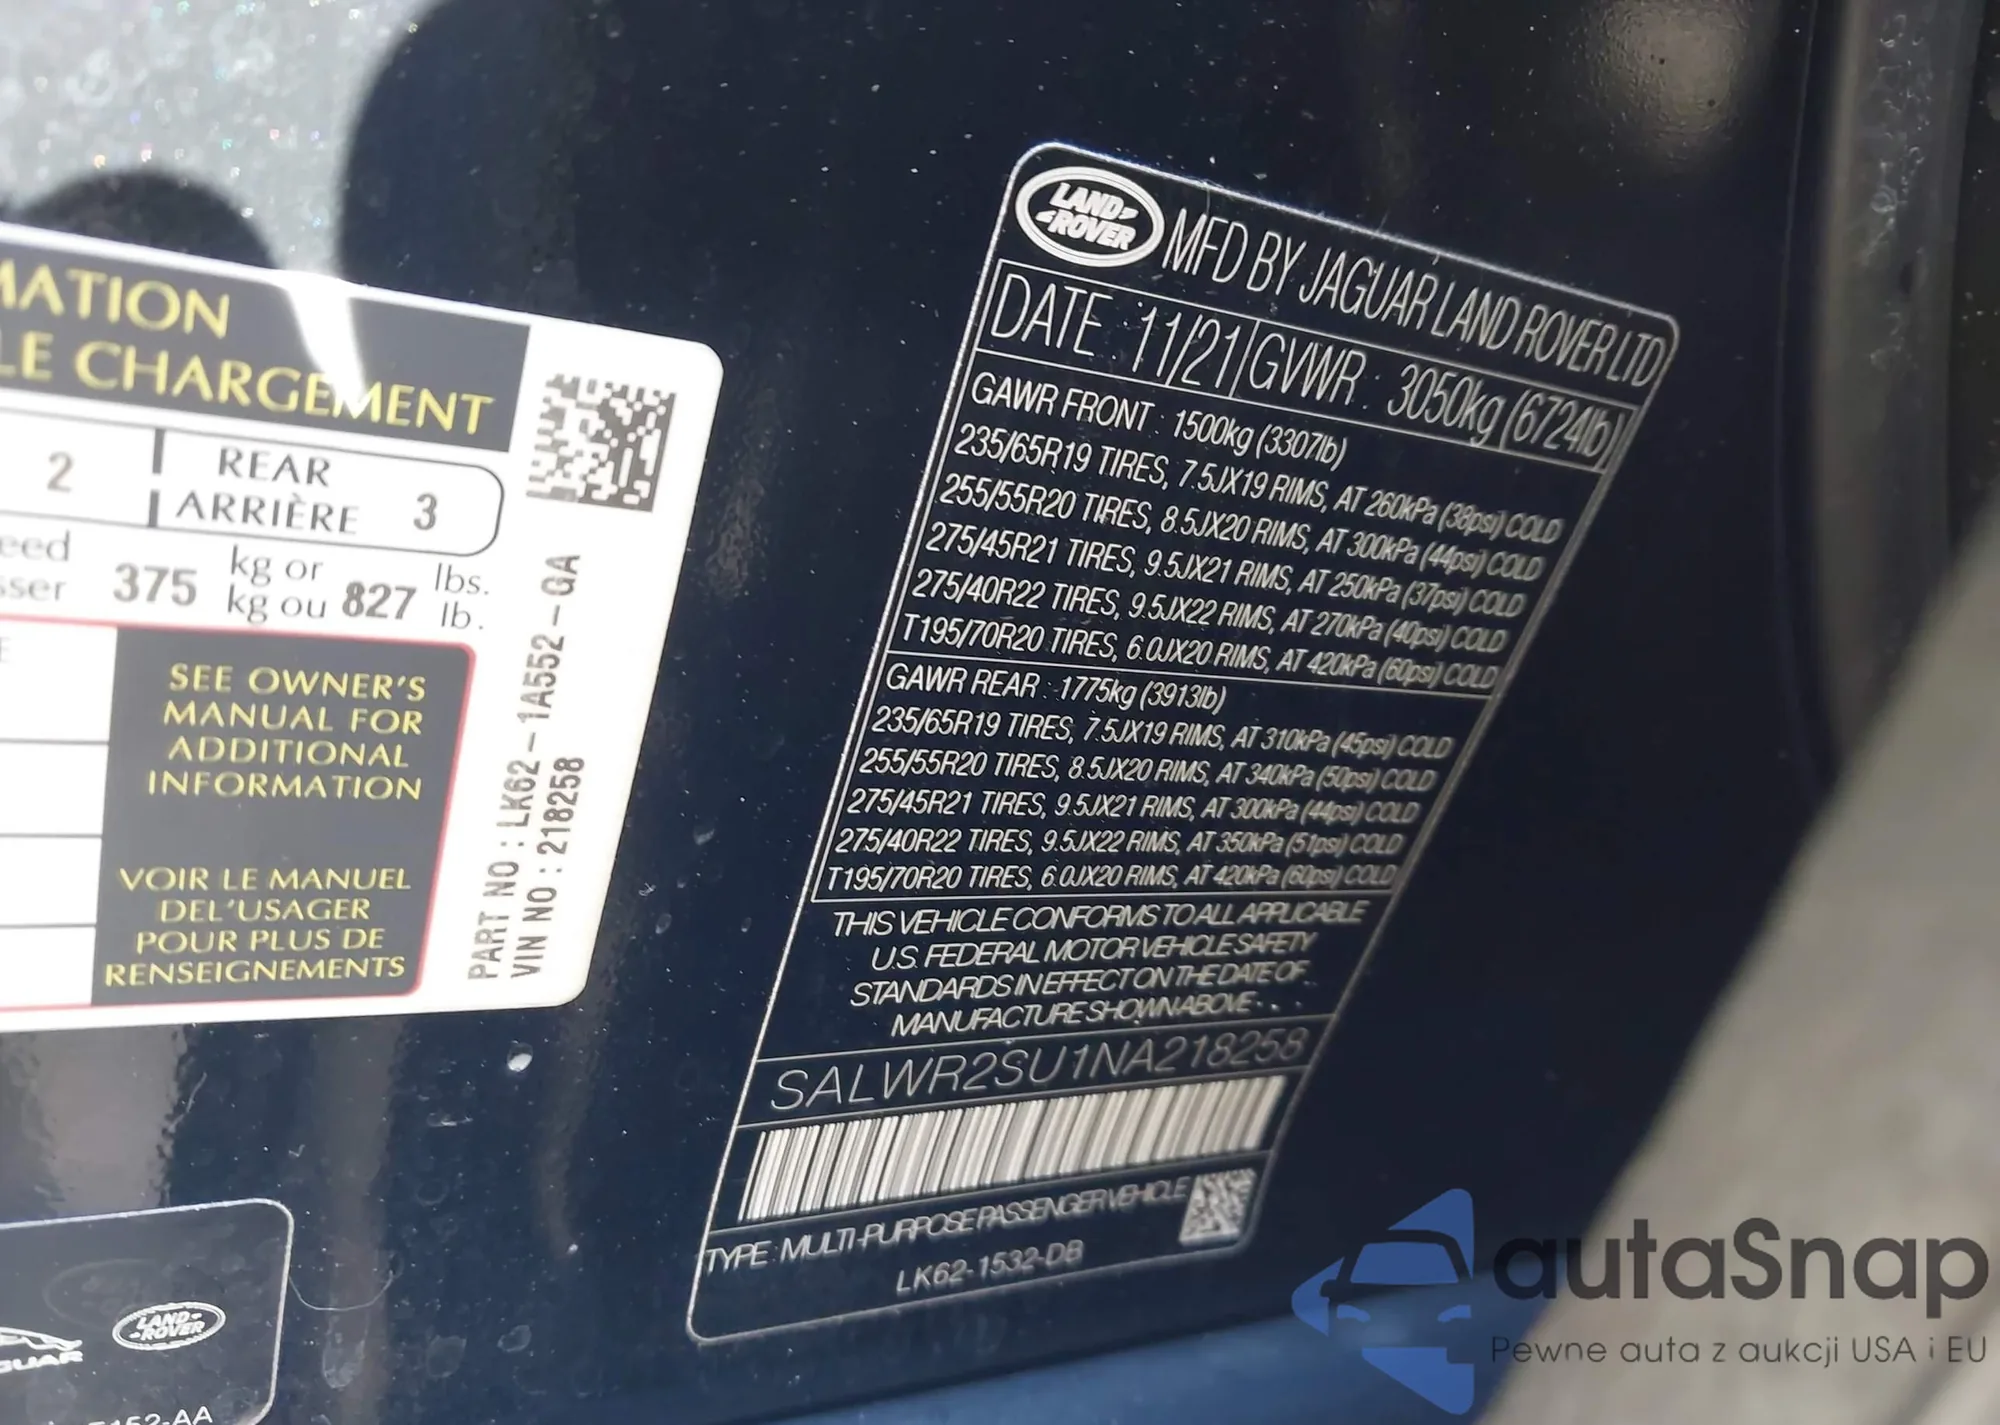 MATION
LE CHARGEMENT
2
REAR
ARRIÈRE
3
375 kg or
kg ou 827 lbs.
lb.
SEE OWNER'S
MANUAL FOR
ADDITIONAL
INFORMATION
VOIR LE MANUEL
DEL'USAGER
POUR PLUS DE
RENSEIGNEMENTS
PART NO : LK62-1A552-GA
VIN NO : 218258
LAND ROVER
LAND ROVER MFD BY JAGUAR LAND ROVER LTD
DATE : 11/21 GVWR : 3050kg (6724lb)
GAWR FRONT : 1500kg (3307lb)
235/65R19 TIRES, 7.5JX19 RIMS, AT 260kPa (38psi) COLD
255/55R20 TIRES, 8.5JX20 RIMS, AT 300kPa (44psi) COLD
275/45R21 TIRES, 9.5JX21 RIMS, AT 250kPa (37psi) COLD
275/40R22 TIRES, 9.5JX22 RIMS, AT 270kPa (40psi) COLD
T195/70R20 TIRES, 6.0JX20 RIMS, AT 420kPa (60psi) COLD
GAWR REAR : 1775kg (3913lb)
235/65R19 TIRES, 7.5JX19 RIMS, AT 310kPa (45psi) COLD
255/55R20 TIRES, 8.5JX20 RIMS, AT 340kPa (50psi) COLD
275/45R21 TIRES, 9.5JX21 RIMS, AT 300kPa (44psi) COLD
275/40R22 TIRES, 9.5JX22 RIMS, AT 350kPa (51psi) COLD
T195/70R20 TIRES, 6.0JX20 RIMS, AT 420kPa (60psi) COLD
THIS VEHICLE CONFORMS TO ALL APPLICABLE
U.S. FEDERAL MOTOR VEHICLE SAFETY
STANDARDS IN EFFECT ON THE DATE OF
MANUFACTURE SHOWN ABOVE
SALWR2SU1NA218258
TYPE : MULTI-PURPOSE PASSENGER VEHICLE
LK62-1532-DB
autaSnap
Pewne auta z aukcji USA i EU